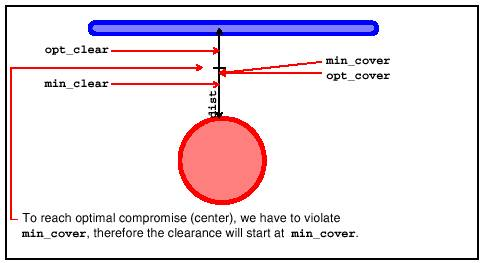 opt_clear
min_cover
opt_cover
min_clear
dist
To reach optimal compromise (center), we have to violate
min_cover, therefore the clearance will start at min_cover.